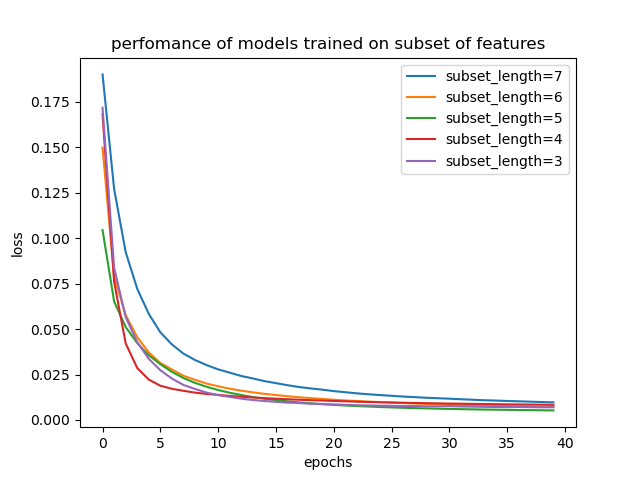 perfomance of models trained on subset of features
subset_length=7
subset_length=6
subset_length=5
subset_length=4
subset_length=3
loss
0.175
0.150
0.125
0.100
0.075
0.050
0.025
0.000
0 5 10 15 20 25 30 35 40
epochs